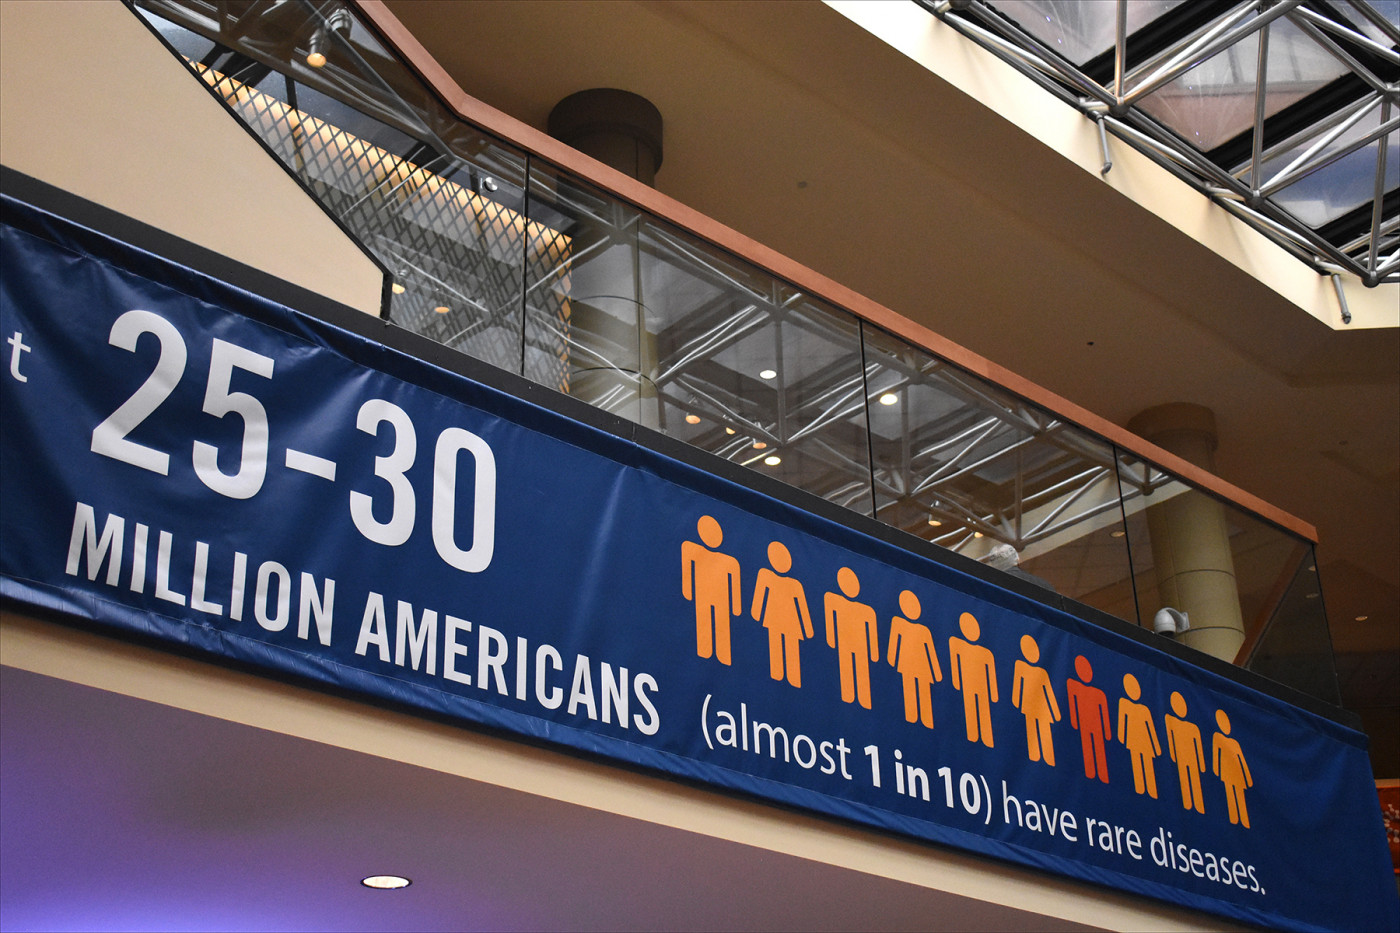 t 25-30
MILLION AMERICANS
(almost 1 in 10) have rare diseases.